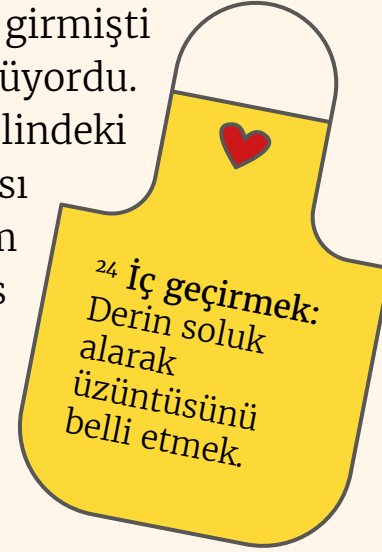 girmişti
üyordu.
lindeki
sı
n
s
²⁴ İç geçirmek:
Derin soluk
alarak
üzüntüsünü
belli etmek.